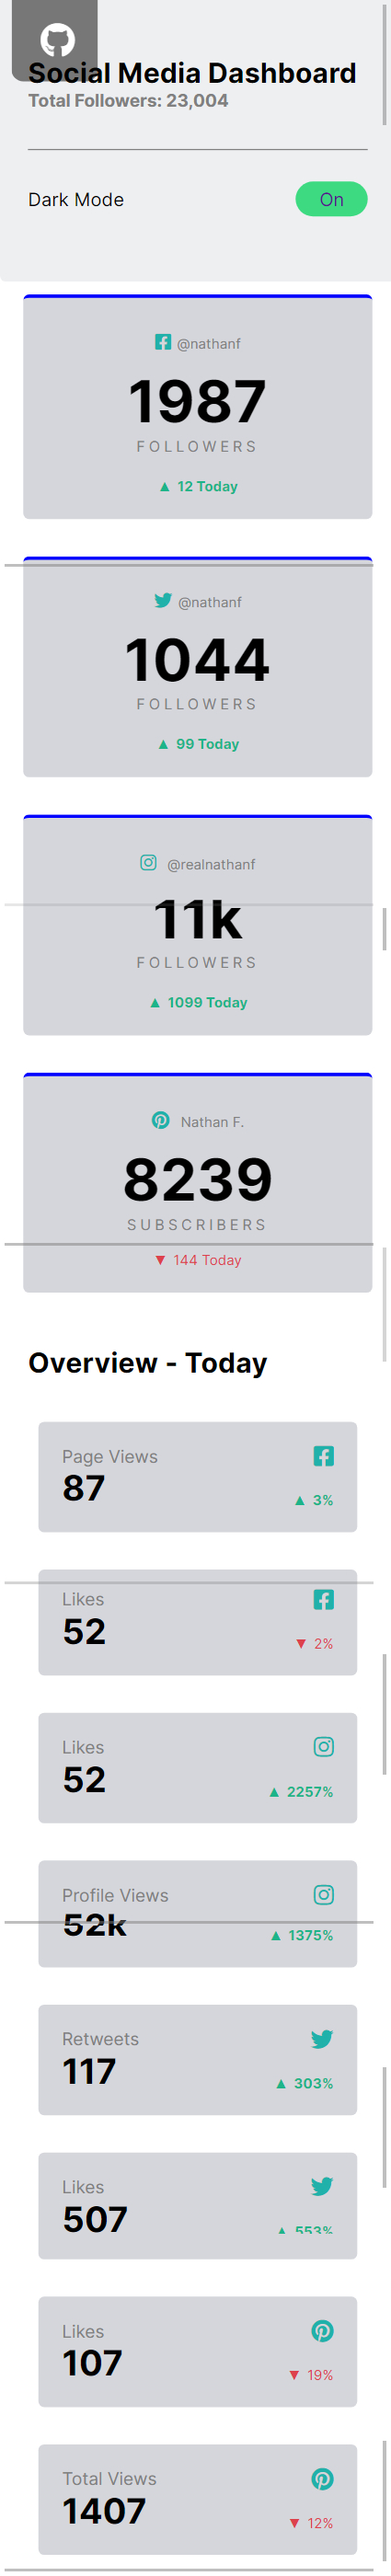 Social Media Dashboard
Total Followers: 23,004
Dark Mode On
@nathanf
1987
FOLLOWERS
▲ 12 Today
@nathanf
1044
FOLLOWERS
▲ 99 Today
@realnathanf
11k
FOLLOWERS
▲ 1099 Today
Nathan F.
8239
SUBSCRIBERS
▼ 144 Today
Overview - Today
Page Views
87
▲ 3%
Likes
52
▼ 2%
Likes
52
▲ 2257%
Profile Views
52k
▲ 1375%
Retweets
117
▲ 303%
Likes
507
▲ 553%
Likes
107
▼ 19%
Total Views
1407
▼ 12%